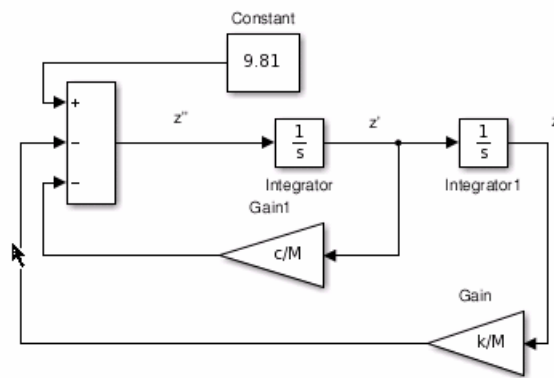 Constant
9.81
+
z''
z'
z
−
1
s
1
s
−
Integrator
Integrator1
Gain1
c/M
Gain
k/M